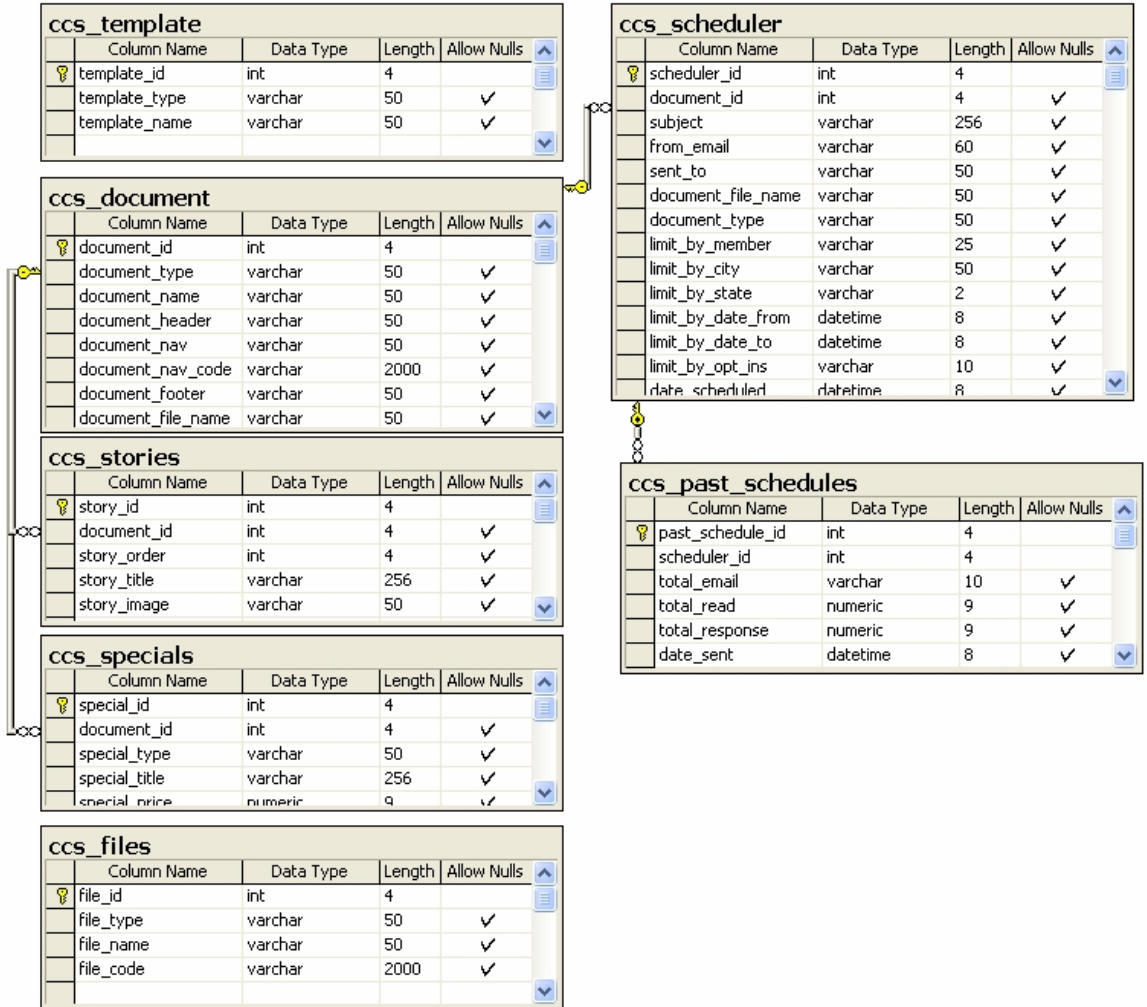 ccs_template
Column Name Data Type Length Allow Nulls
template_id int 4
template_type varchar 50
template_name varchar 50
ccs_document
Column Name Data Type Length Allow Nulls
document_id int 4
document_type varchar 50
document_name varchar 50
document_header varchar 50
document_nav varchar 50
document_nav_code varchar 2000
document_footer varchar 50
document_file_name varchar 50
ccs_stories
Column Name Data Type Length Allow Nulls
story_id int 4
document_id int 4
story_order int 4
story_title varchar 256
story_image varchar 50
ccs_specials
Column Name Data Type Length Allow Nulls
special_id int 4
document_id int 4
special_type varchar 50
special_title varchar 256
special_price numeric 9
ccs_files
Column Name Data Type Length Allow Nulls
file_id int 4
file_type varchar 50
file_name varchar 50
file_code varchar 2000
ccs_scheduler
Column Name Data Type Length Allow Nulls
scheduler_id int 4
document_id int 4
subject varchar 256
from_email varchar 60
sent_to varchar 50
document_file_name varchar 50
document_type varchar 50
limit_by_member varchar 25
limit_by_city varchar 50
limit_by_state varchar 2
limit_by_date_from datetime 8
limit_by_date_to datetime 8
limit_by_opt_ins varchar 10
date_scheduled datetime 8
ccs_past_schedules
Column Name Data Type Length Allow Nulls
past_schedule_id int 4
scheduler_id int 4
total_email varchar 10
total_read numeric 9
total_response numeric 9
date_sent datetime 8